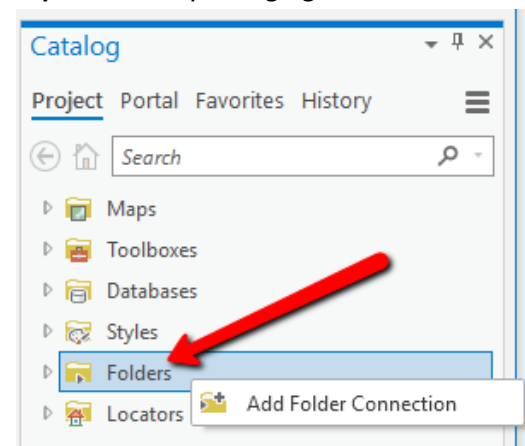 Catalog
Project Portal Favorites History
Search
Maps
Toolboxes
Databases
Styles
Folders
Add Folder Connection
Locators